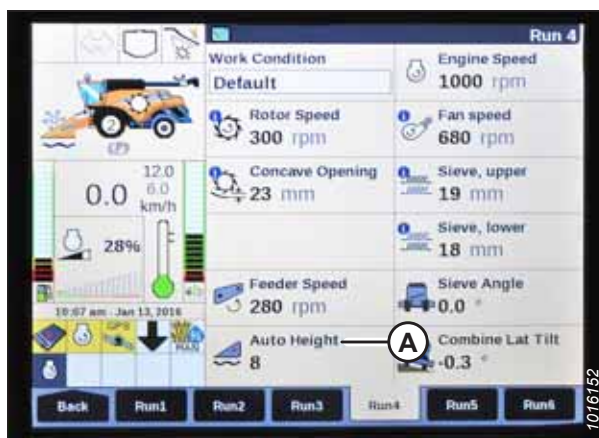 Run 4
Work Condition
Default
Engine Speed
1000 rpm
Rotor Speed
300 rpm
Fan speed
680 rpm
Concave Opening
23 mm
Sieve, upper
19 mm
Sieve, lower
18 mm
Feeder Speed
280 rpm
Sieve Angle
0.0 °
Auto Height
8
A
Combine Lat Tilt
-0.3 °
2
(P)
12.0
0.0
6.0
km/h
28%
10:07 am Jan 13, 2016
GPS
MAN
Back
Run1
Run2
Run3
Run4
Run5
Run6
1016152